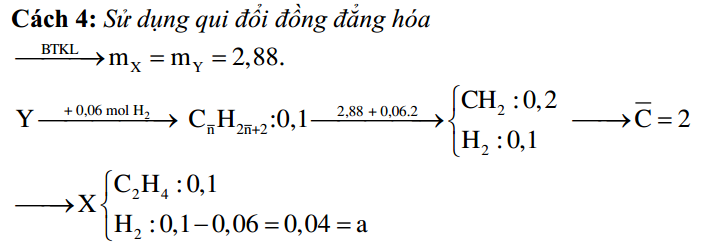 Cách 4: Sử dụng qui đổi đồng đẳng hóa
$\xrightarrow{\text{BTKL}} m_X = m_Y = 2,88.$
$Y \xrightarrow{+\,0,06\text{ mol }H_2} C_{\overline{n}}H_{2\overline{n}+2}:0,1 \xrightarrow{2,88\,+\,0,06.2} \begin{cases} CH_2:0,2 \\ H_2:0,1 \end{cases} \longrightarrow \overline{C} = 2$
$\longrightarrow X \begin{cases} C_2H_4:0,1 \\ H_2:0,1-0,06=0,04=a \end{cases}$